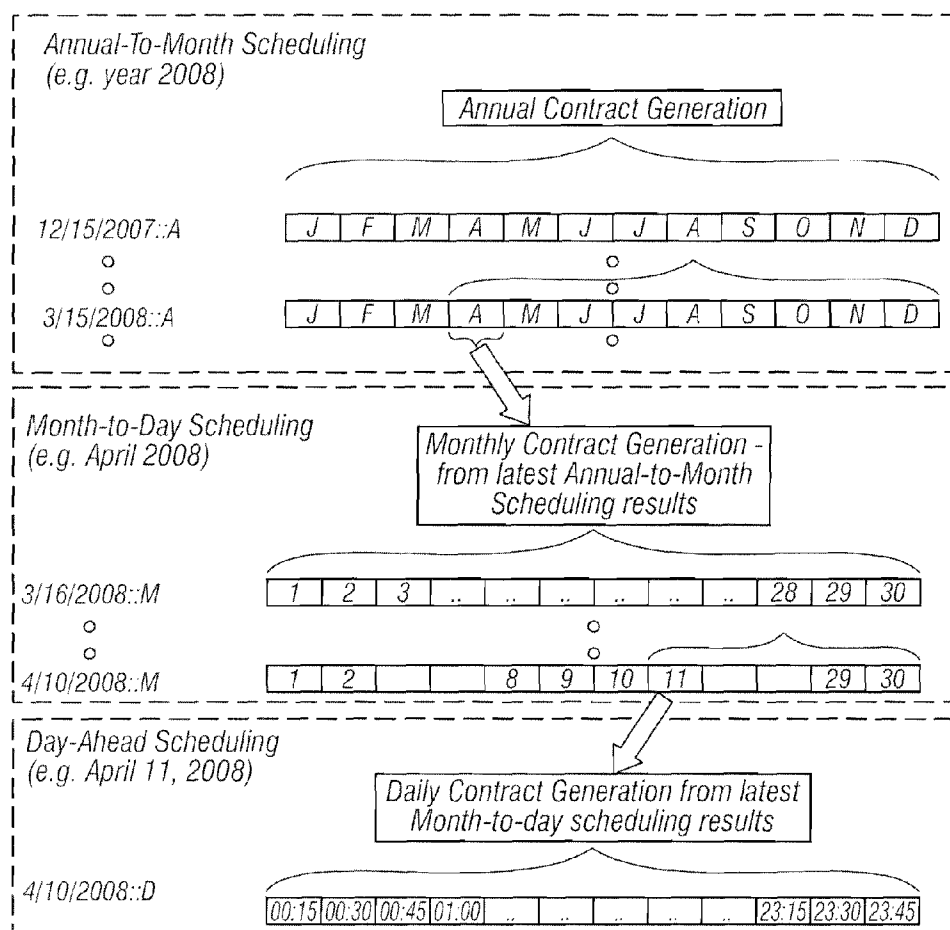 Annual-To-Month Scheduling
(e.g. year 2008)
Annual Contract Generation
12/15/2007::A J F M A M J J A S O N D
3/15/2008::A J F M A M J J A S O N D
Month-to-Day Scheduling
(e.g. April 2008)
Monthly Contract Generation -
from latest Annual-to-Month
Scheduling results
3/16/2008::M 1 2 3 .. .. .. .. .. .. 28 29 30
4/10/2008::M 1 2 8 9 10 11 29 30
Day-Ahead Scheduling
(e.g. April 11, 2008)
Daily Contract Generation from latest
Month-to-day scheduling results
4/10/2008::D 00:15 00:30 00:45 01:00 .. .. .. .. .. 23:15 23:30 23:45